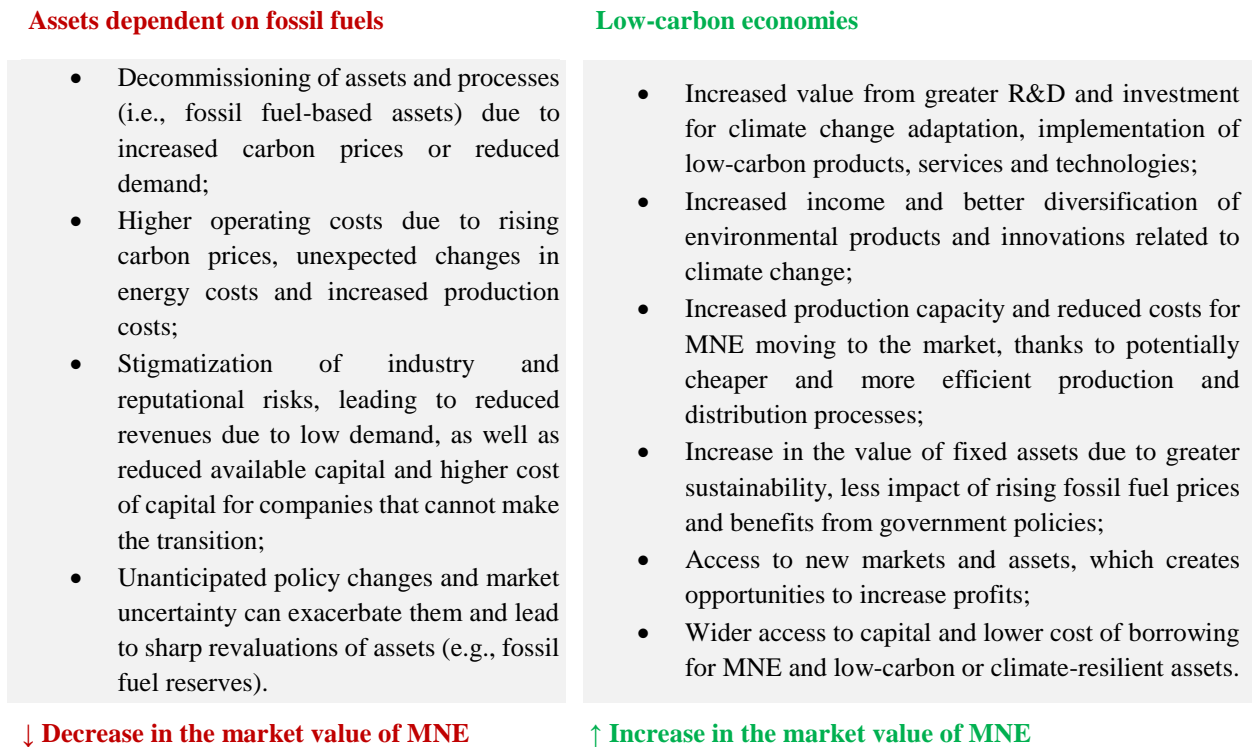 Assets dependent on fossil fuels
• Decommissioning of assets and processes
(i.e., fossil fuel-based assets) due to
increased carbon prices or reduced
demand;
• Higher operating costs due to rising
carbon prices, unexpected changes in
energy costs and increased production
costs;
• Stigmatization of industry and
reputational risks, leading to reduced
revenues due to low demand, as well as
reduced available capital and higher cost
of capital for companies that cannot make
the transition;
• Unanticipated policy changes and market
uncertainty can exacerbate them and lead
to sharp revaluations of assets (e.g., fossil
fuel reserves).
↓ Decrease in the market value of MNE
Low-carbon economies
• Increased value from greater R&D and investment
for climate change adaptation, implementation of
low-carbon products, services and technologies;
• Increased income and better diversification of
environmental products and innovations related to
climate change;
• Increased production capacity and reduced costs for
MNE moving to the market, thanks to potentially
cheaper and more efficient production and
distribution processes;
• Increase in the value of fixed assets due to greater
sustainability, less impact of rising fossil fuel prices
and benefits from government policies;
• Access to new markets and assets, which creates
opportunities to increase profits;
• Wider access to capital and lower cost of borrowing
for MNE and low-carbon or climate-resilient assets.
↑ Increase in the market value of MNE